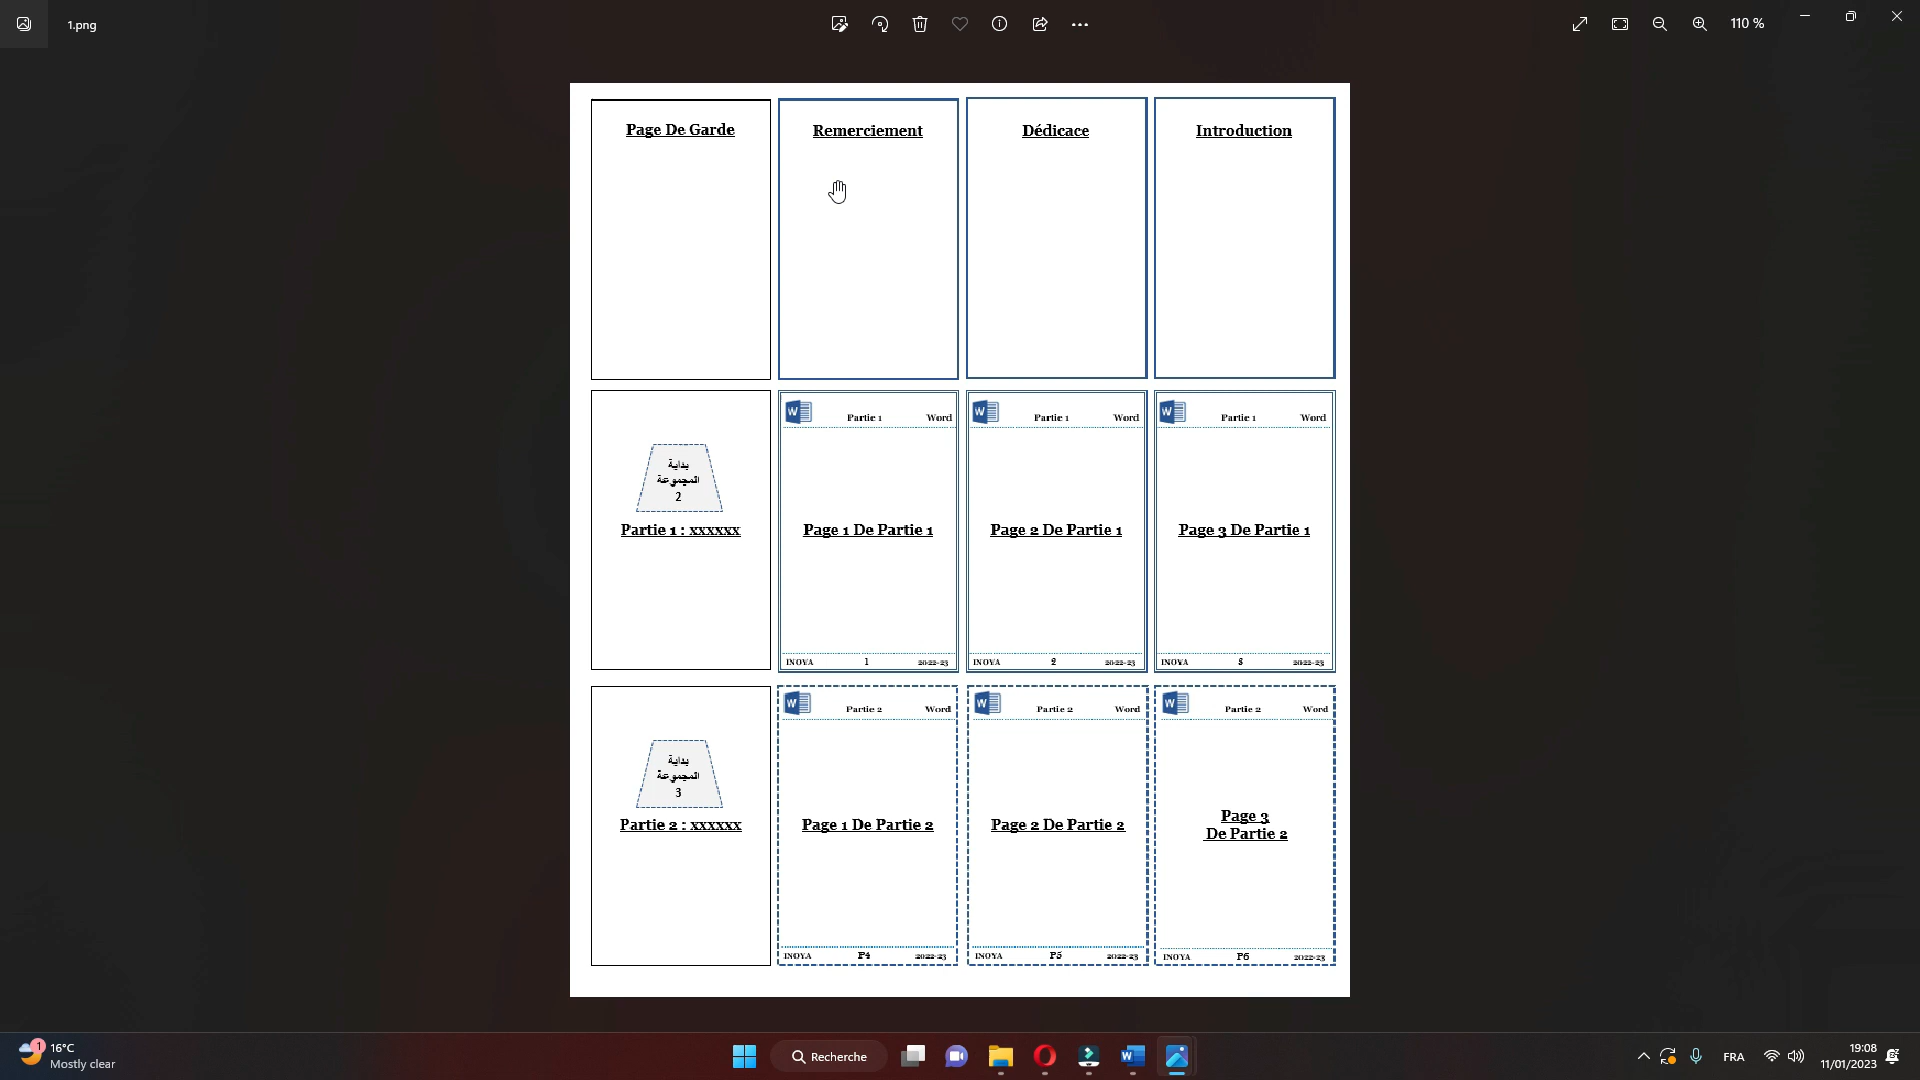 1.png
110 %
Page De Garde
Remerciement
Dédicace
Introduction
Partie 1
Word
Partie 1
Word
Partie 1
Word
بداية
المجموعة
2
Partie 1 : xxxxxx
Page 1 De Partie 1
Page 2 De Partie 1
Page 3 De Partie 1
INOVA
1
2022-23
INOVA
2
2022-23
INOVA
3
2022-23
Partie 2
Word
Partie 2
Word
Partie 2
Word
بداية
المجموعة
3
Partie 2 : xxxxxx
Page 1 De Partie 2
Page 2 De Partie 2
Page 3
De Partie 2
INOVA
P4
2022-23
INOVA
P5
2022-23
INOVA
P6
2022-23
1
16°C
Mostly clear
Recherche
FRA
19:08
11/01/2023